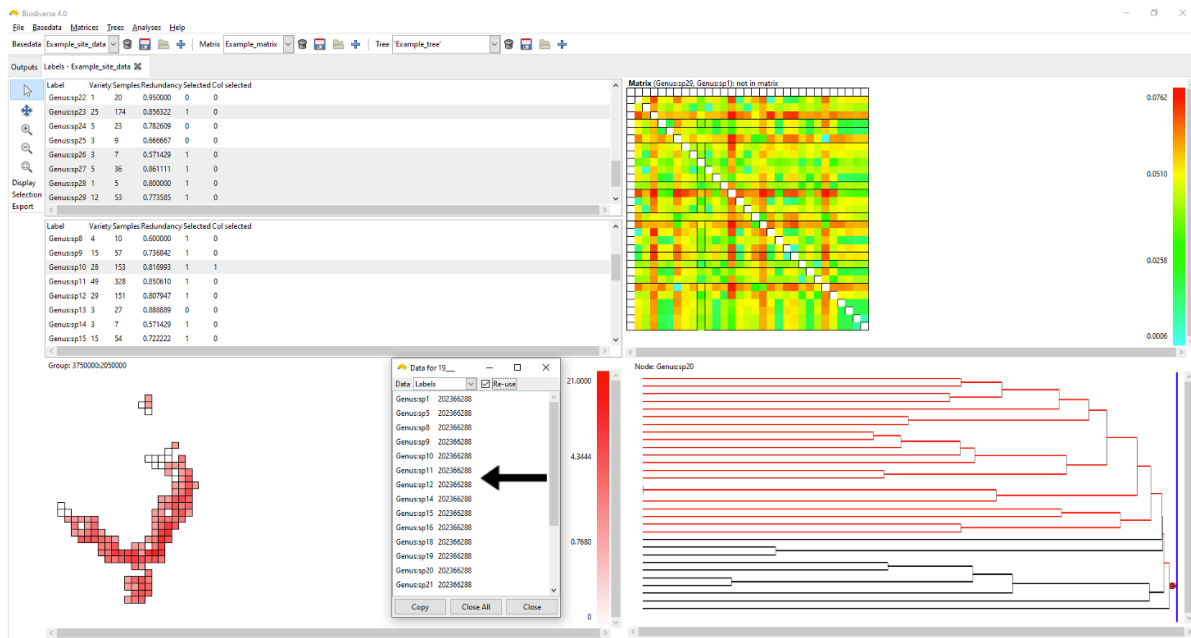 Biodiverse 4.0
File Basedata Matrices Trees Analyses Help
Basedata Example_site_data Matrix Example_matrix Tree 'Example_tree'
Outputs Labels - Example_site_data
Label Variety Samples Redundancy Selected Col selected
Genus:sp22 1 20 0.950000 0 0
Genus:sp23 25 174 0.856322 1 0
Genus:sp24 5 23 0.782609 0 0
Genus:sp25 3 9 0.666667 1 0
Genus:sp26 3 7 0.571429 1 0
Genus:sp27 5 36 0.861111 1 0
Genus:sp28 1 5 0.800000 1 0
Genus:sp29 12 53 0.773585 1 0
Display
Selection
Export
Label Variety Samples Redundancy Selected Col selected
Genus:sp8 4 10 0.600000 1 0
Genus:sp9 15 57 0.736842 1 0
Genus:sp10 28 153 0.816993 1 1
Genus:sp11 49 328 0.850610 1 0
Genus:sp12 29 151 0.807947 1 0
Genus:sp13 3 27 0.888889 0 0
Genus:sp14 3 7 0.571429 1 0
Genus:sp15 15 54 0.722222 1 0
Matrix (Genus:sp29, Genus:sp1): not in matrix
0.0762
0.0510
0.0258
0.0006
Group: 3750000:2050000
21.0000
4.3444
0.7680
0
Data for 19__
Data Labels Re-use
Genus:sp1 202366288
Genus:sp5 202366288
Genus:sp8 202366288
Genus:sp9 202366288
Genus:sp10 202366288
Genus:sp11 202366288
Genus:sp12 202366288
Genus:sp14 202366288
Genus:sp15 202366288
Genus:sp16 202366288
Genus:sp18 202366288
Genus:sp19 202366288
Genus:sp20 202366288
Genus:sp21 202366288
Copy Close All Close
Node: Genus:sp20